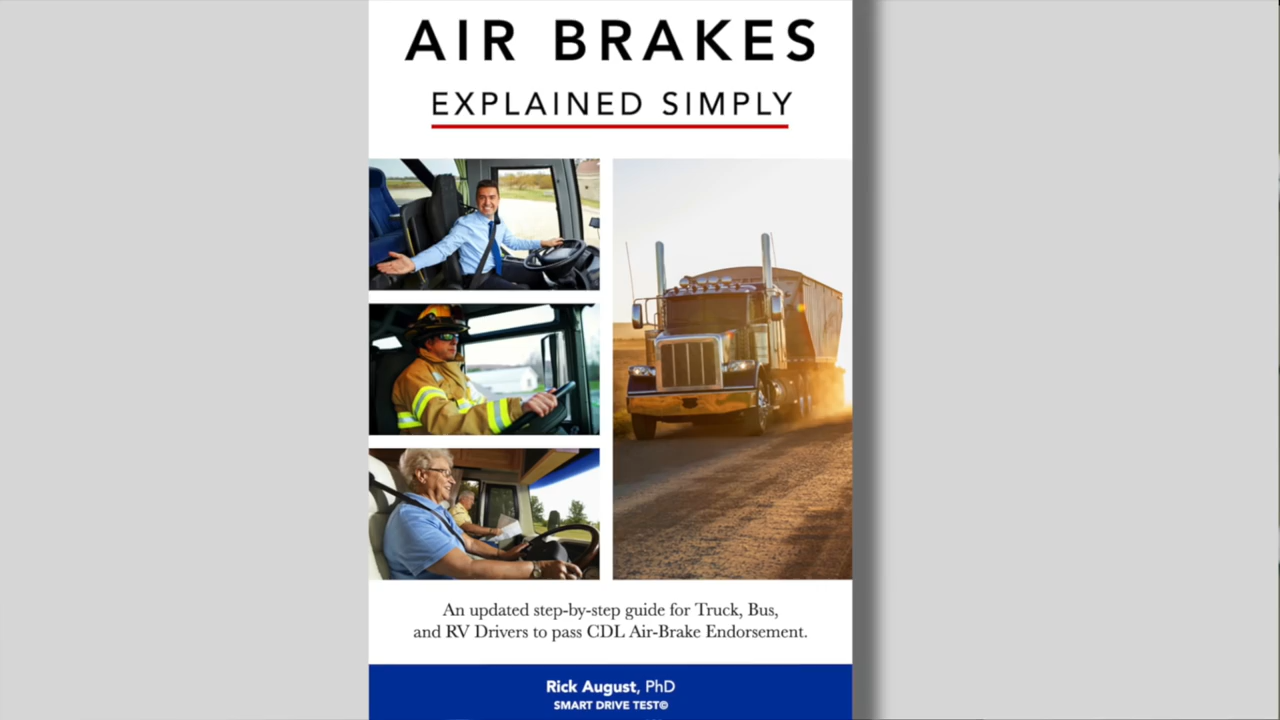 AIR BRAKES
EXPLAINED SIMPLY
An updated step-by-step guide for Truck, Bus,
and RV Drivers to pass CDL Air-Brake Endorsement.
Rick August, PhD
SMART DRIVE TEST©